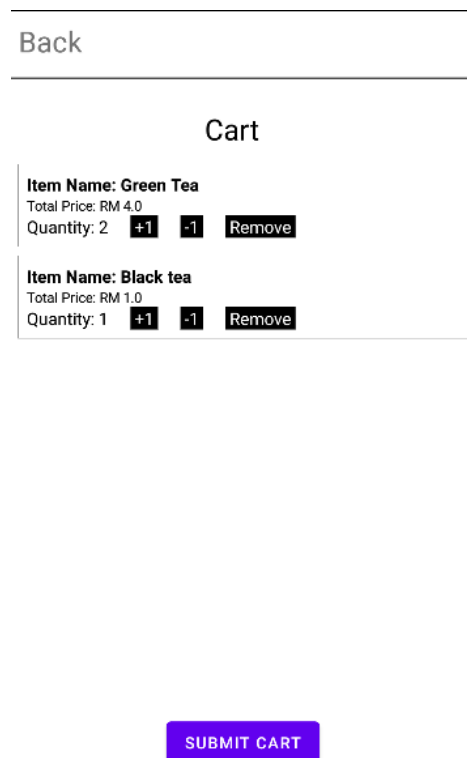 Back
Cart
Item Name: Green Tea
Total Price: RM 4.0
Quantity: 2 +1 -1 Remove
Item Name: Black tea
Total Price: RM 1.0
Quantity: 1 +1 -1 Remove
SUBMIT CART